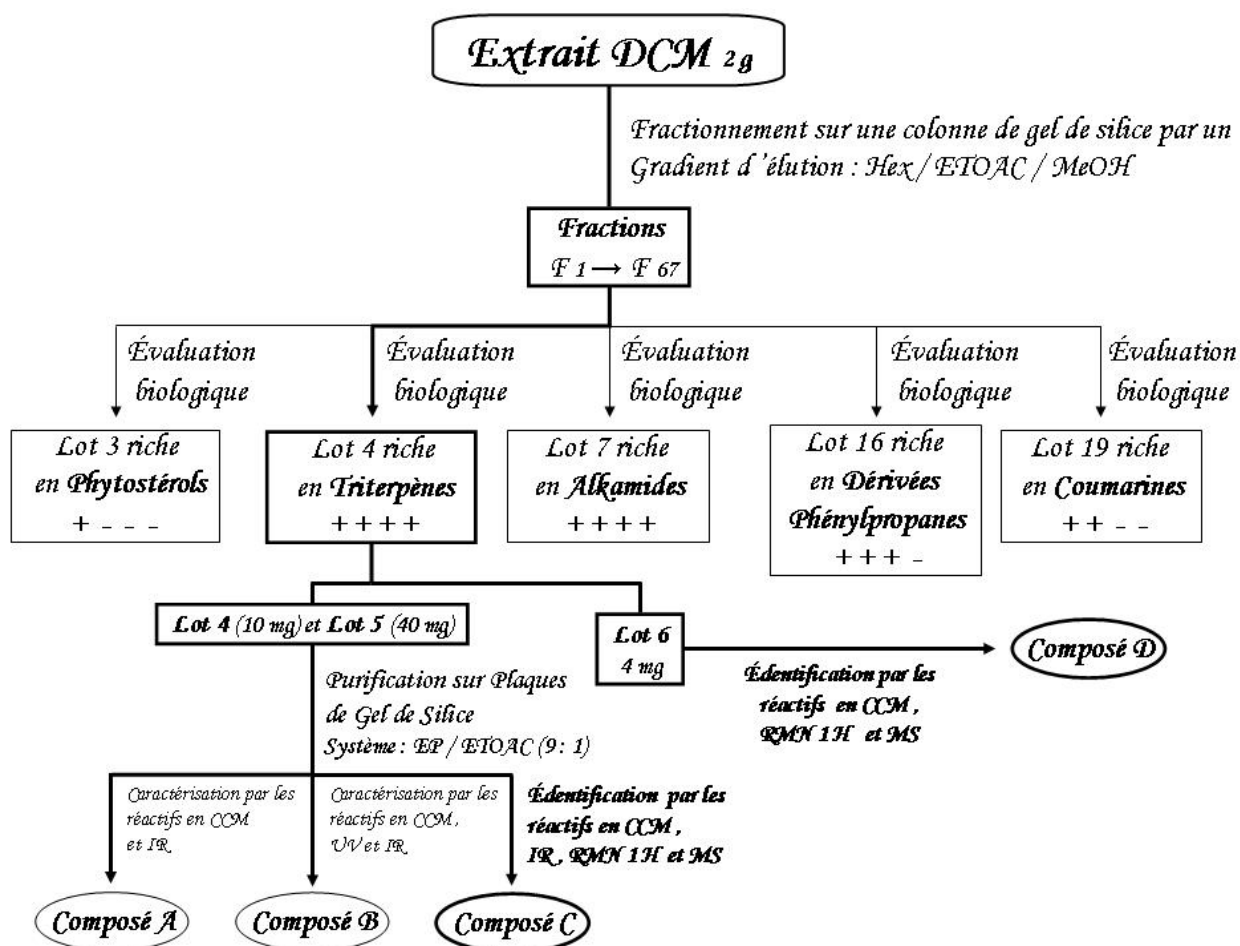 Extrait DCM 2 g
Fractionnement sur une colonne de gel de silice par un
Gradient d 'élution : Hex / ETOAC / MeOH
Fractions
F 1 → F 67
Évaluation
biologique
Évaluation
biologique
Évaluation
biologique
Évaluation
biologique
Évaluation
biologique
Lot 3 riche
en Phytostérols
+ - - -
Lot 4 riche
en Triterpènes
+ + + +
Lot 7 riche
en Alkamides
+ + + +
Lot 16 riche
en Dérivées
Phénylpropanes
+ + + -
Lot 19 riche
en Coumarines
+ + - -
Lot 4 (10 mg) et Lot 5 (40 mg)
Lot 6
4 mg
Édentification par les
réactifs en CCM ,
RMN 1H et MS
Composé D
Purification sur Plaques
de Gel de Silice
Système : EP / ETOAC (9 : 1)
Caractérisation par les
réactifs en CCM
et IR
Caractérisation par les
réactifs en CCM ,
UV et IR
Édentification par les
réactifs en CCM ,
IR , RMN 1H et MS
Composé A
Composé B
Composé C